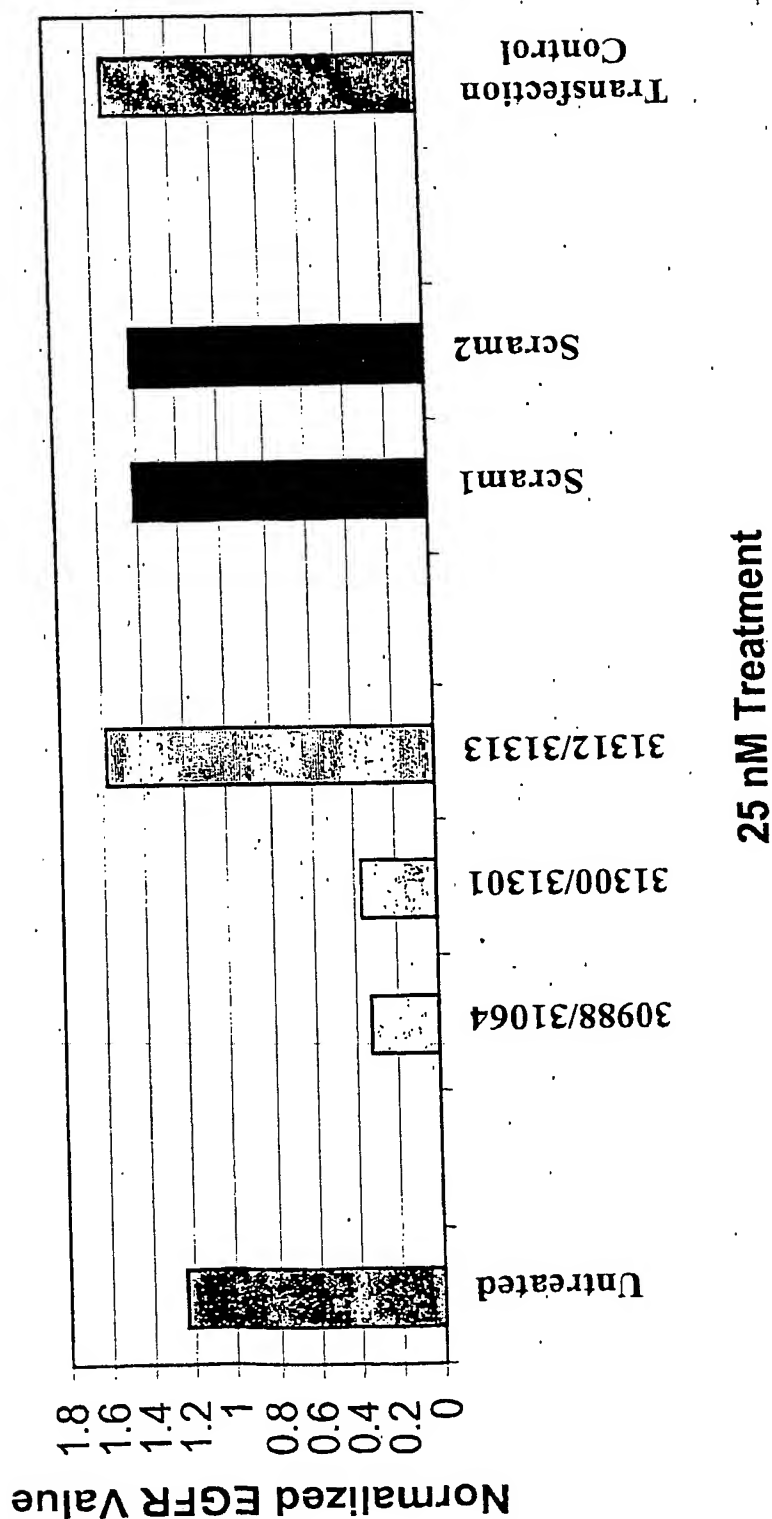 Normalized EGFR Value
1.8
1.6
1.4
1.2
1
0.8
0.6
0.4
0.2
0
Untreated
30988/31064
31300/31301
31312/31313
Scram1
Scram2
Transfection
Control
25 nM Treatment